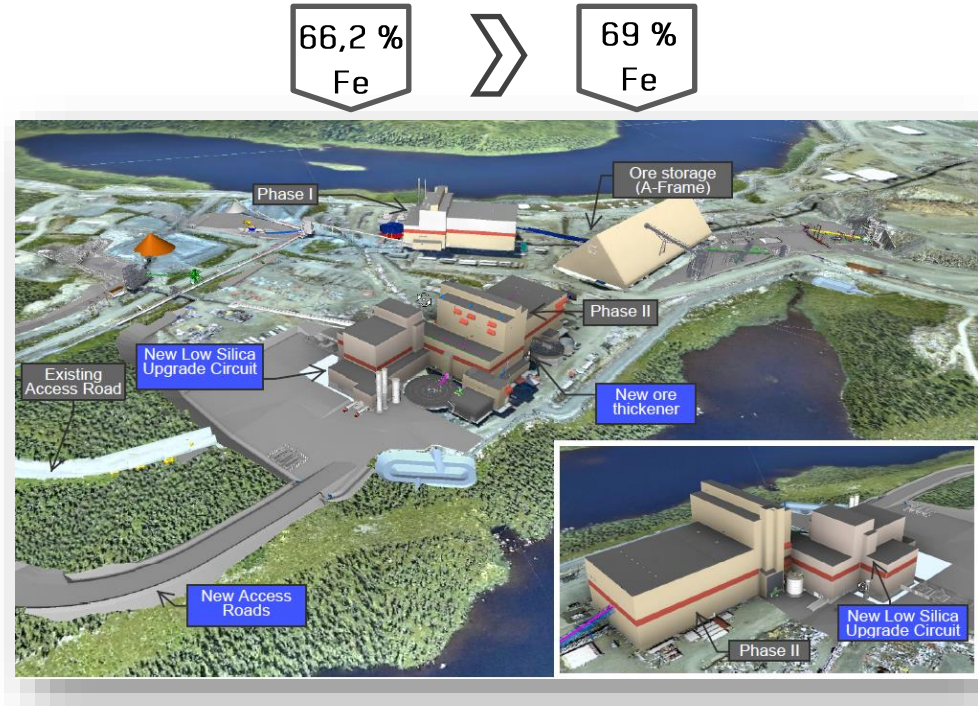 66,2 %
Fe
69 %
Fe
Phase I
Ore storage
(A-Frame)
Phase II
New Low Silica
Upgrade Circuit
Existing
Access Road
New ore
thickener
New Access
Roads
New Low Silica
Upgrade Circuit
Phase II